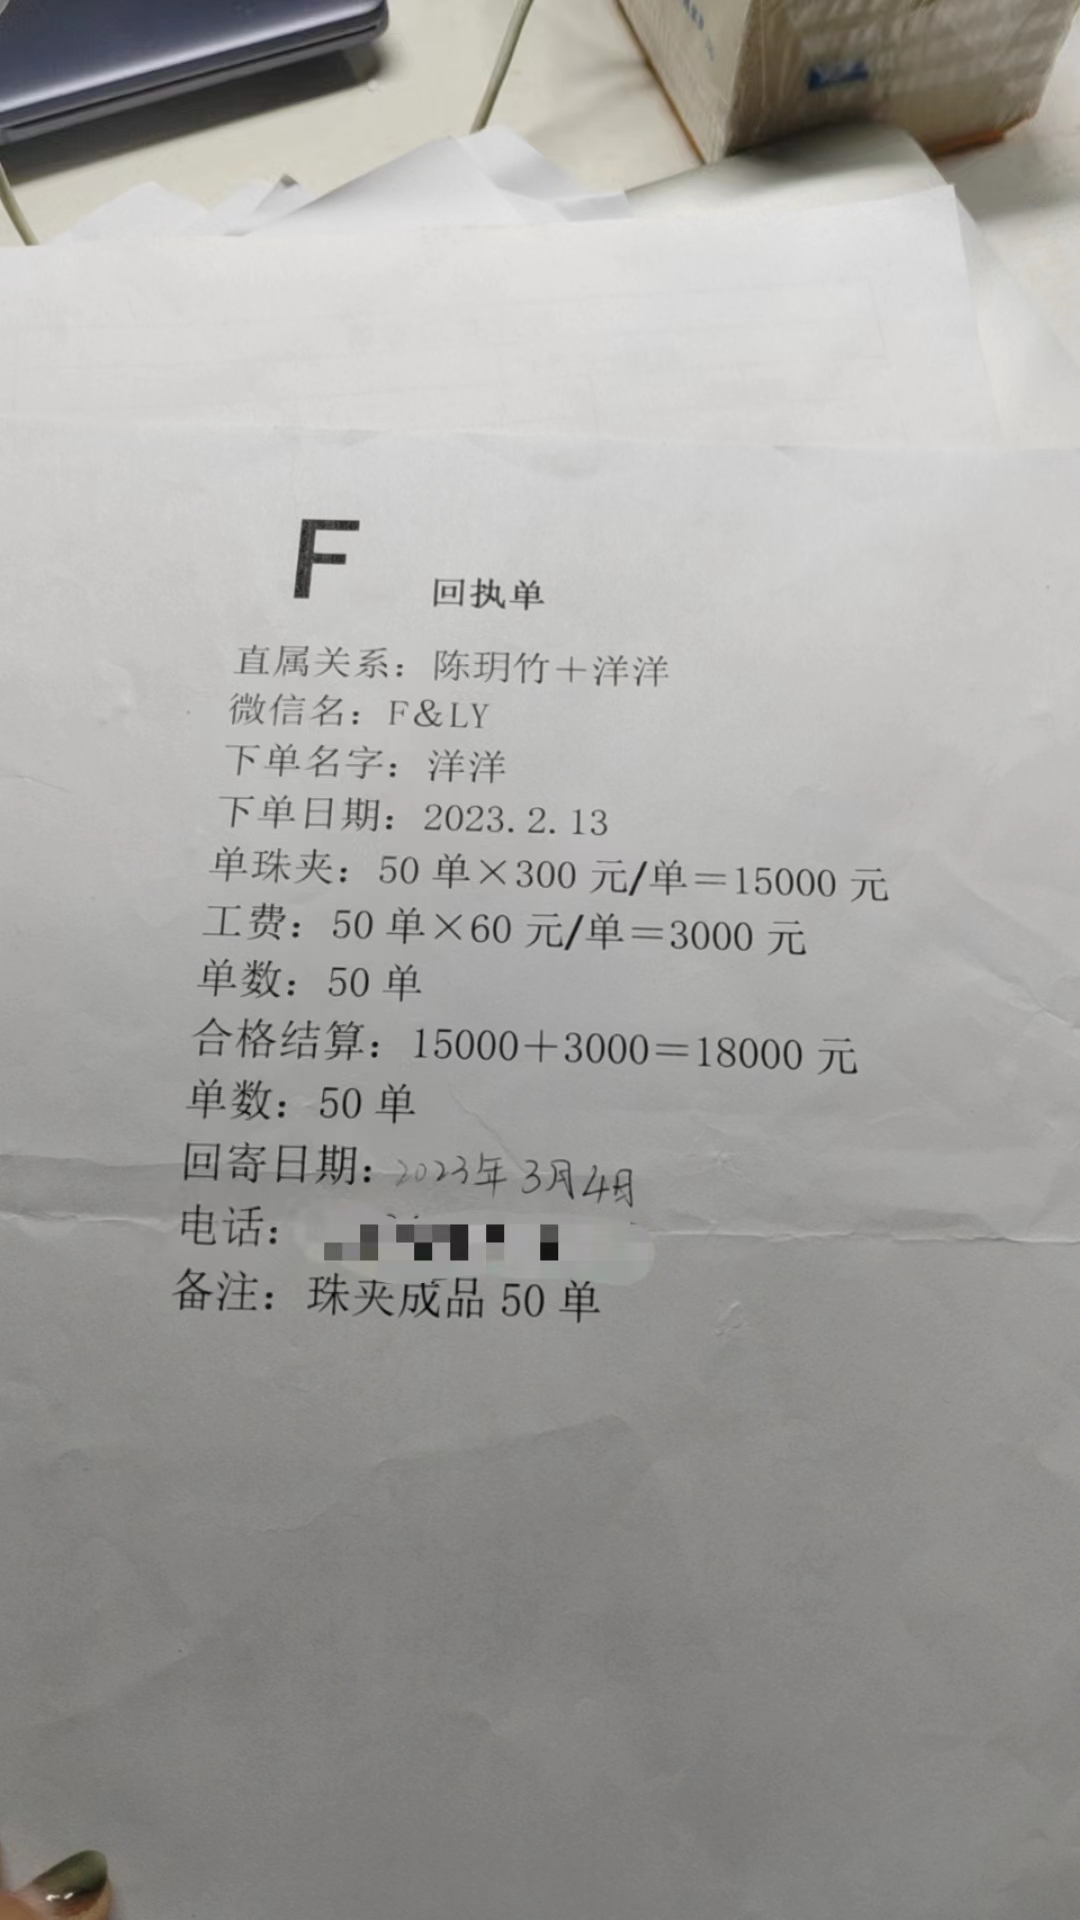 F
回执单
直属关系：陈玥竹＋洋洋
微信名：F&LY
下单名字：洋洋
下单日期：2023.2.13
单珠夹：50 单×300 元/单＝15000 元
工费：50 单×60 元/单＝3000 元
单数：50 单
合格结算：15000＋3000＝18000 元
单数：50 单
回寄日期：2023年3月4日
电话：
备注：珠夹成品 50 单